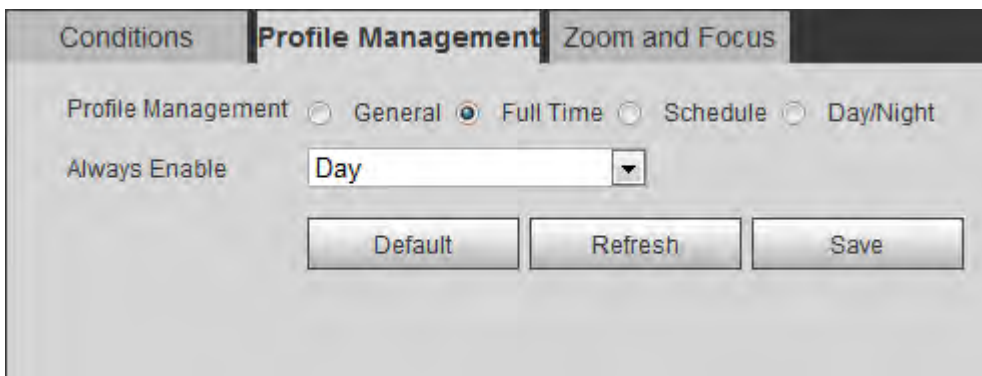 Conditions Profile Management Zoom and Focus
Profile Management General Full Time Schedule Day/Night
Always Enable Day
Default Refresh Save